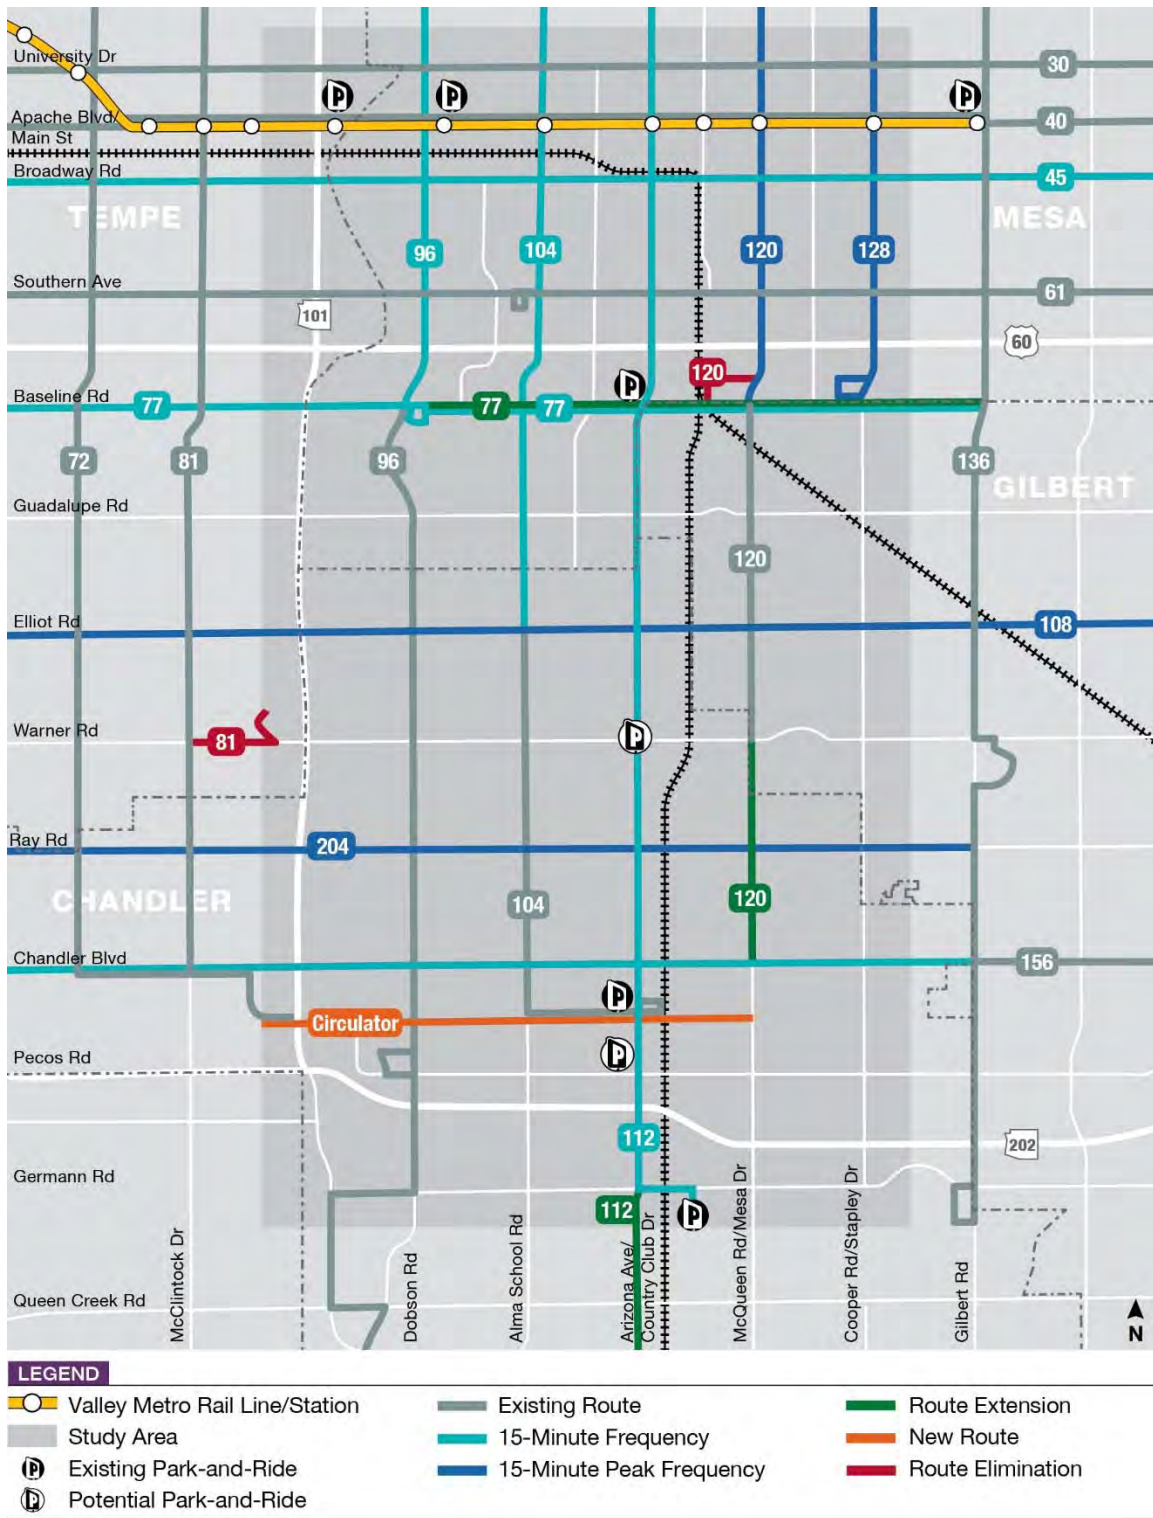 University Dr
30
P
P
P
Apache Blvd/
Main St
40
Broadway Rd
45
TEMPE
MESA
96
104
120
128
Southern Ave
61
101
60
120
P
Baseline Rd
77
77
77
72
81
96
136
GILBERT
Guadalupe Rd
120
Elliot Rd
108
Warner Rd
81
P
Ray Rd
204
CHANDLER
104
120
Chandler Blvd
156
P
Circulator
Pecos Rd
P
112
202
Germann Rd
112
P
McClintock Dr
Dobson Rd
Alma School Rd
Arizona Ave/
Country Club Dr
McQueen Rd/Mesa Dr
Cooper Rd/Stapley Dr
Gilbert Rd
Queen Creek Rd
N
LEGEND
Valley Metro Rail Line/Station
Existing Route
Route Extension
Study Area
15-Minute Frequency
New Route
P Existing Park-and-Ride
15-Minute Peak Frequency
Route Elimination
P Potential Park-and-Ride